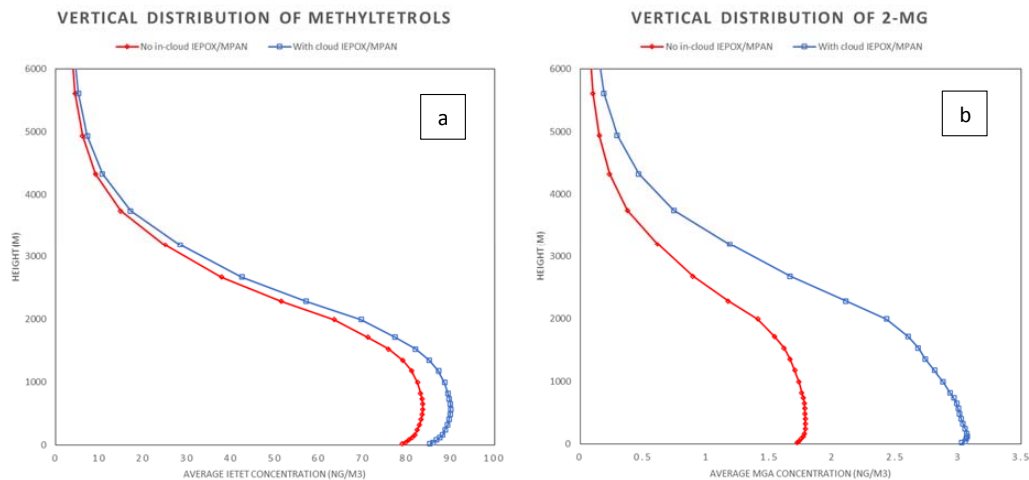 VERTICAL DISTRIBUTION OF METHYLTETROLS
No in-cloud IEPOX/MPAN With cloud IEPOX/MPAN
a
6000
5000
4000
3000
2000
1000
0
HEIGHT (M)
0 10 20 30 40 50 60 70 80 90 100
AVERAGE IETET CONCENTRATION (NG/M3)
VERTICAL DISTRIBUTION OF 2-MG
No in-cloud IEPOX/MPAN With cloud IEPOX/MPAN
b
6000
5000
4000
3000
2000
1000
0
HEIGHT (M)
0 0.5 1 1.5 2 2.5 3 3.5
AVERAGE MGA CONCENTRATION (NG/M3)